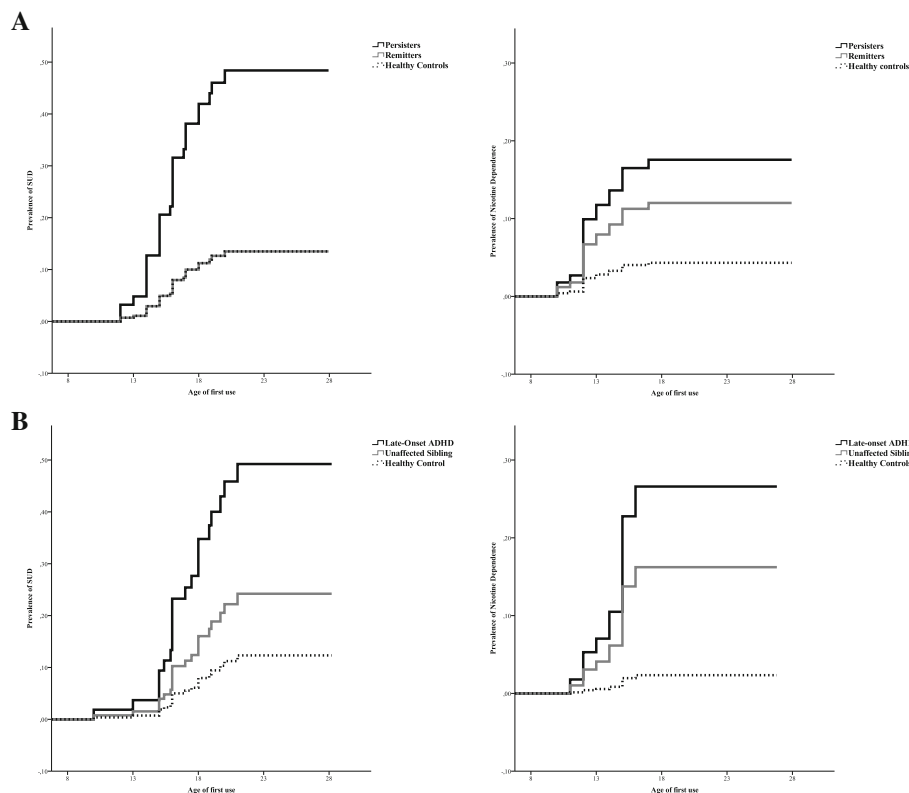 A
Persisters
Remitters
Healthy Controls
,50
,40
,30
,20
,10
,00
-,10
Prevalence of SUD
8
13
18
23
28
Age of first use
Persisters
Remitters
Healthy controls
,30
,20
,10
,00
-,10
Prevalence of Nicotine Dependence
8
13
18
23
28
Age of first use
B
Late-Onset ADHD
Unaffected Sibling
Healthy Control
,50
,40
,30
,20
,10
,00
-,10
Prevalence of SUD
8
13
18
23
28
Age of first use
Late-onset ADH
Unaffected Sibling
Healthy Controls
,30
,20
,10
,00
-,10
Prevalence of Nicotine Dependence
8
13
18
23
28
Age of first use